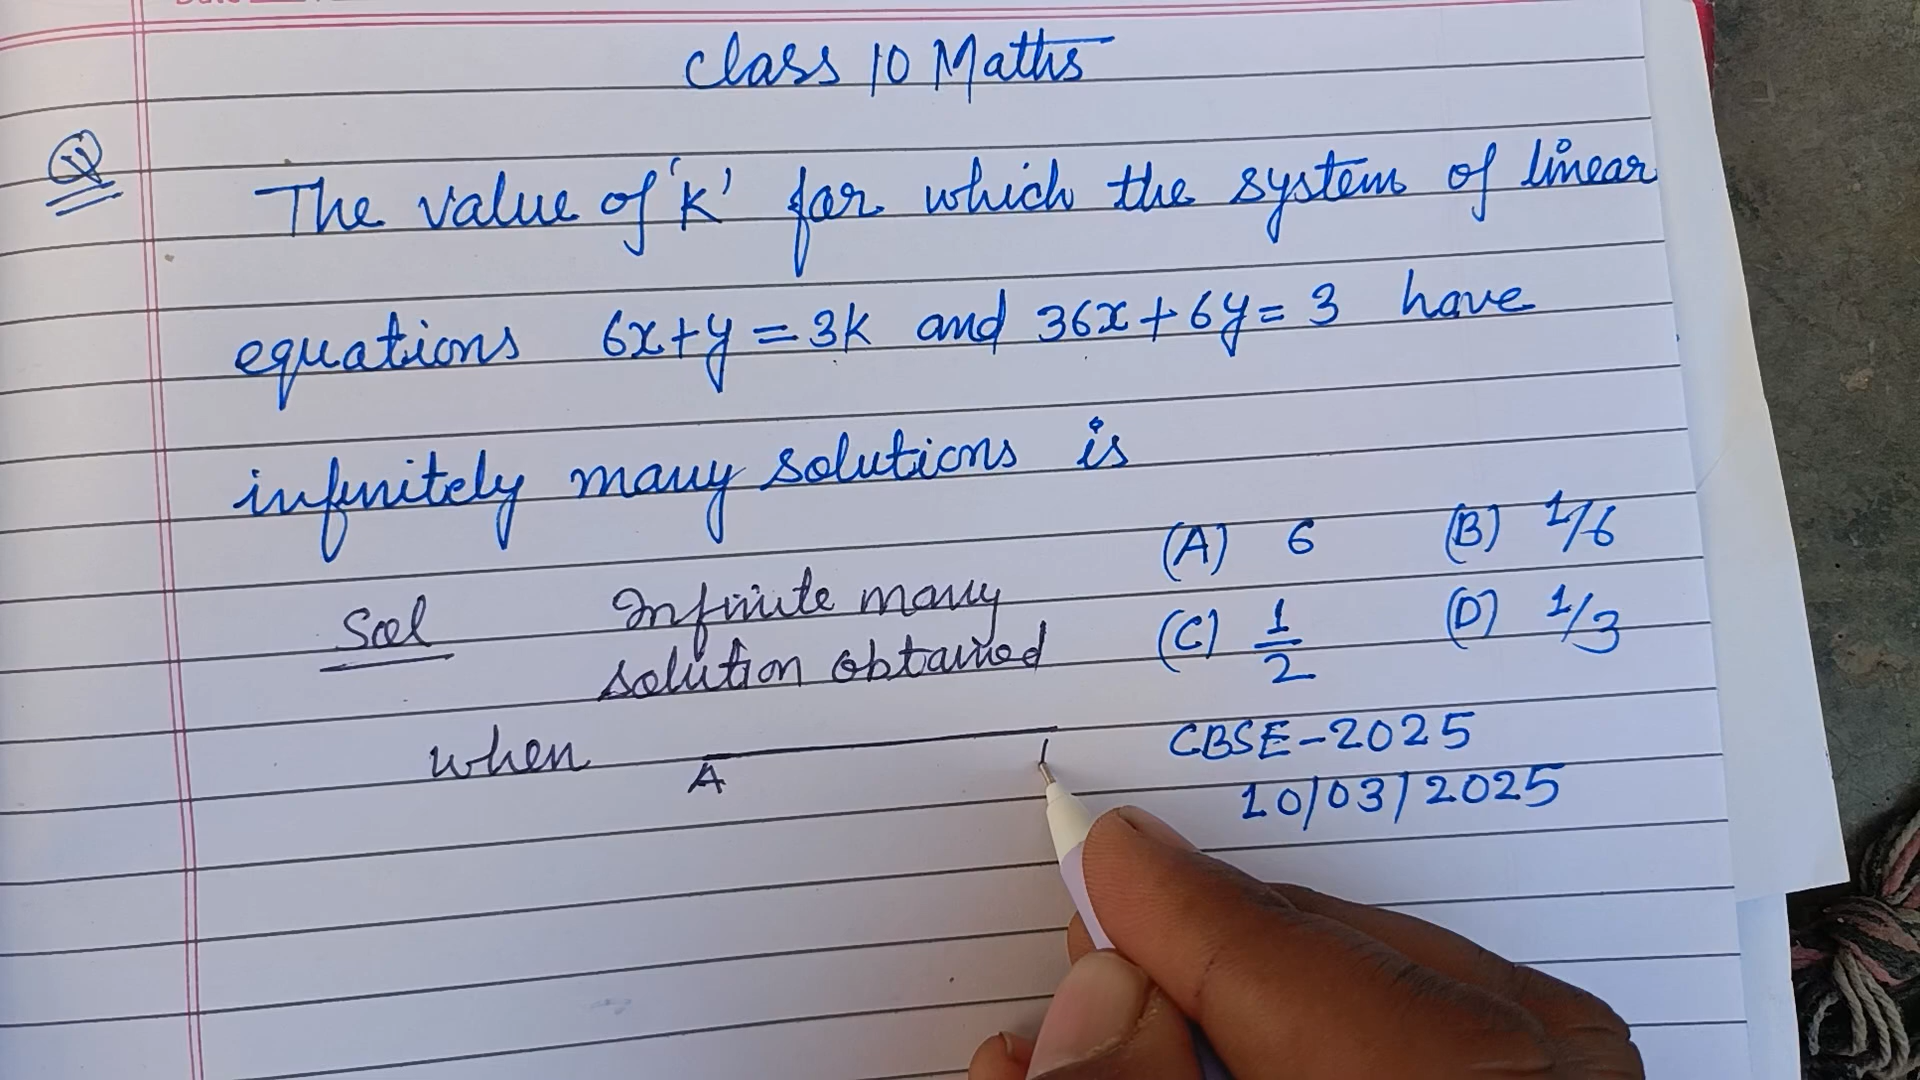 Class 10 Maths
Q
The value of 'K' for which the system of linear
equations 6x+y=3K and 36x+6y=3 have
infinitely many solutions is
(A) 6 (B) 1/6
(C) 1/2 (D) 1/3
Sol Infinite many
solution obtained
when
A
CBSE-2025
10/03/2025